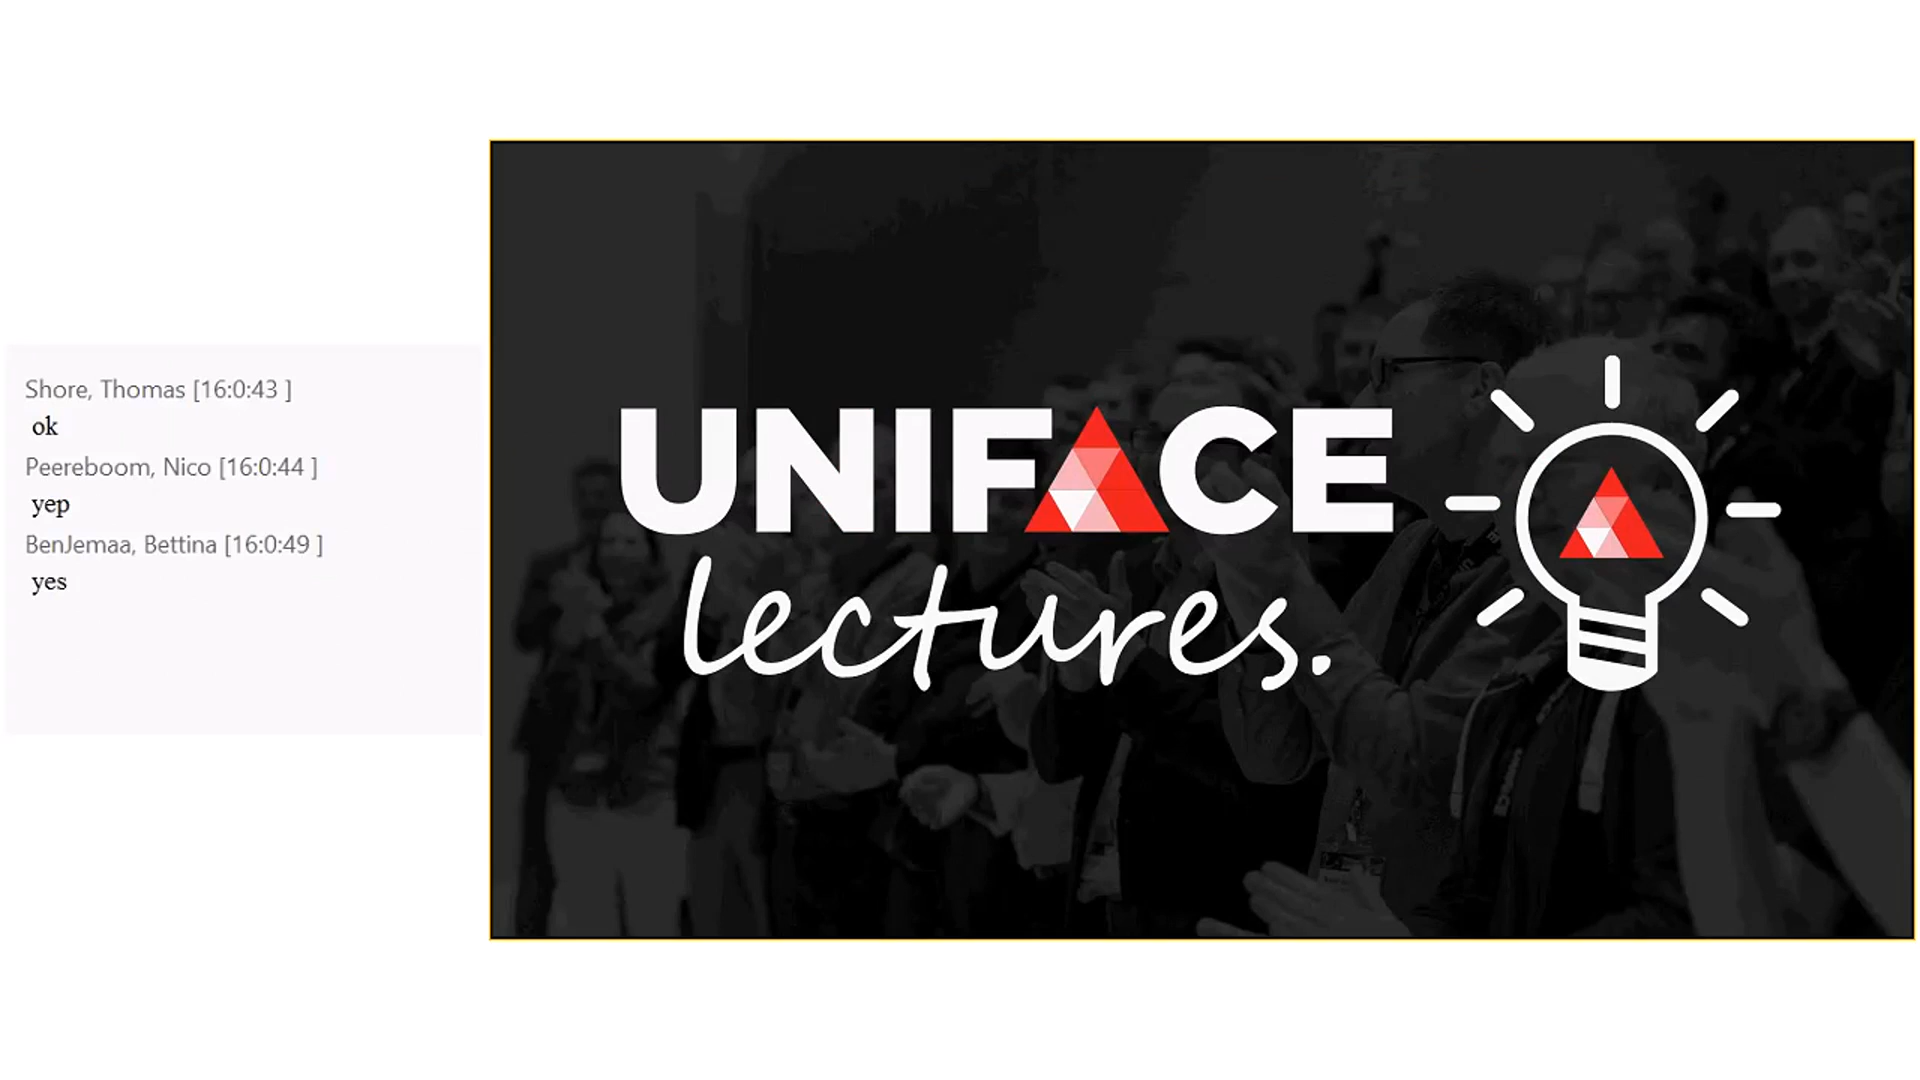 Shore, Thomas [16:0:43 ]
ok
Peereboom, Nico [16:0:44 ]
yep
BenJemaa, Bettina [16:0:49 ]
yes
UNIFACE
lectures.